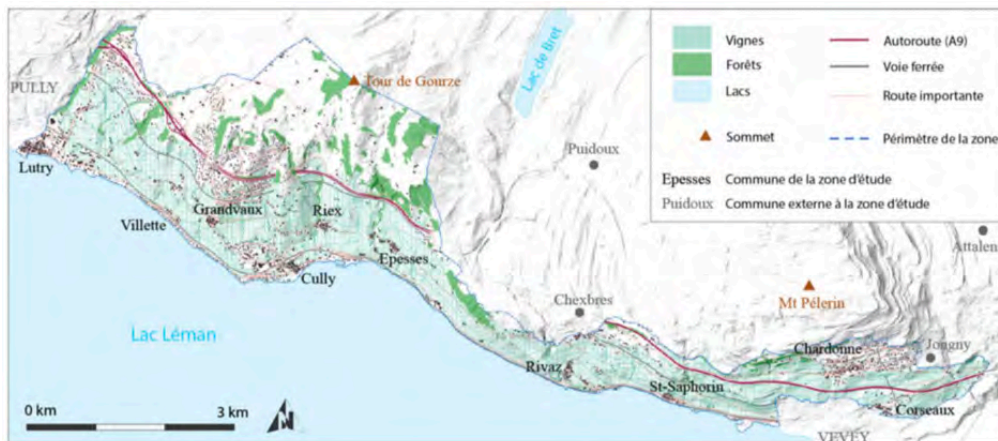 Vignes
Forêts
Lacs
Sommet
Autoroute (A9)
Voie ferrée
Route importante
Périmètre de la zone
Epesses Commune de la zone d'étude
Puidoux Commune externe à la zone d'étude
PULLY
Tour de Gourze
Lac de Bret
Lutry
Puidoux
Grandvaux
Riex
Villette
Epesses
Cully
Attalen
Mt Pélerin
Chexbres
Lac Léman
Chardonne
Jongny
Rivaz
St-Saphorin
Corseaux
0 km 3 km
N
VEVEY